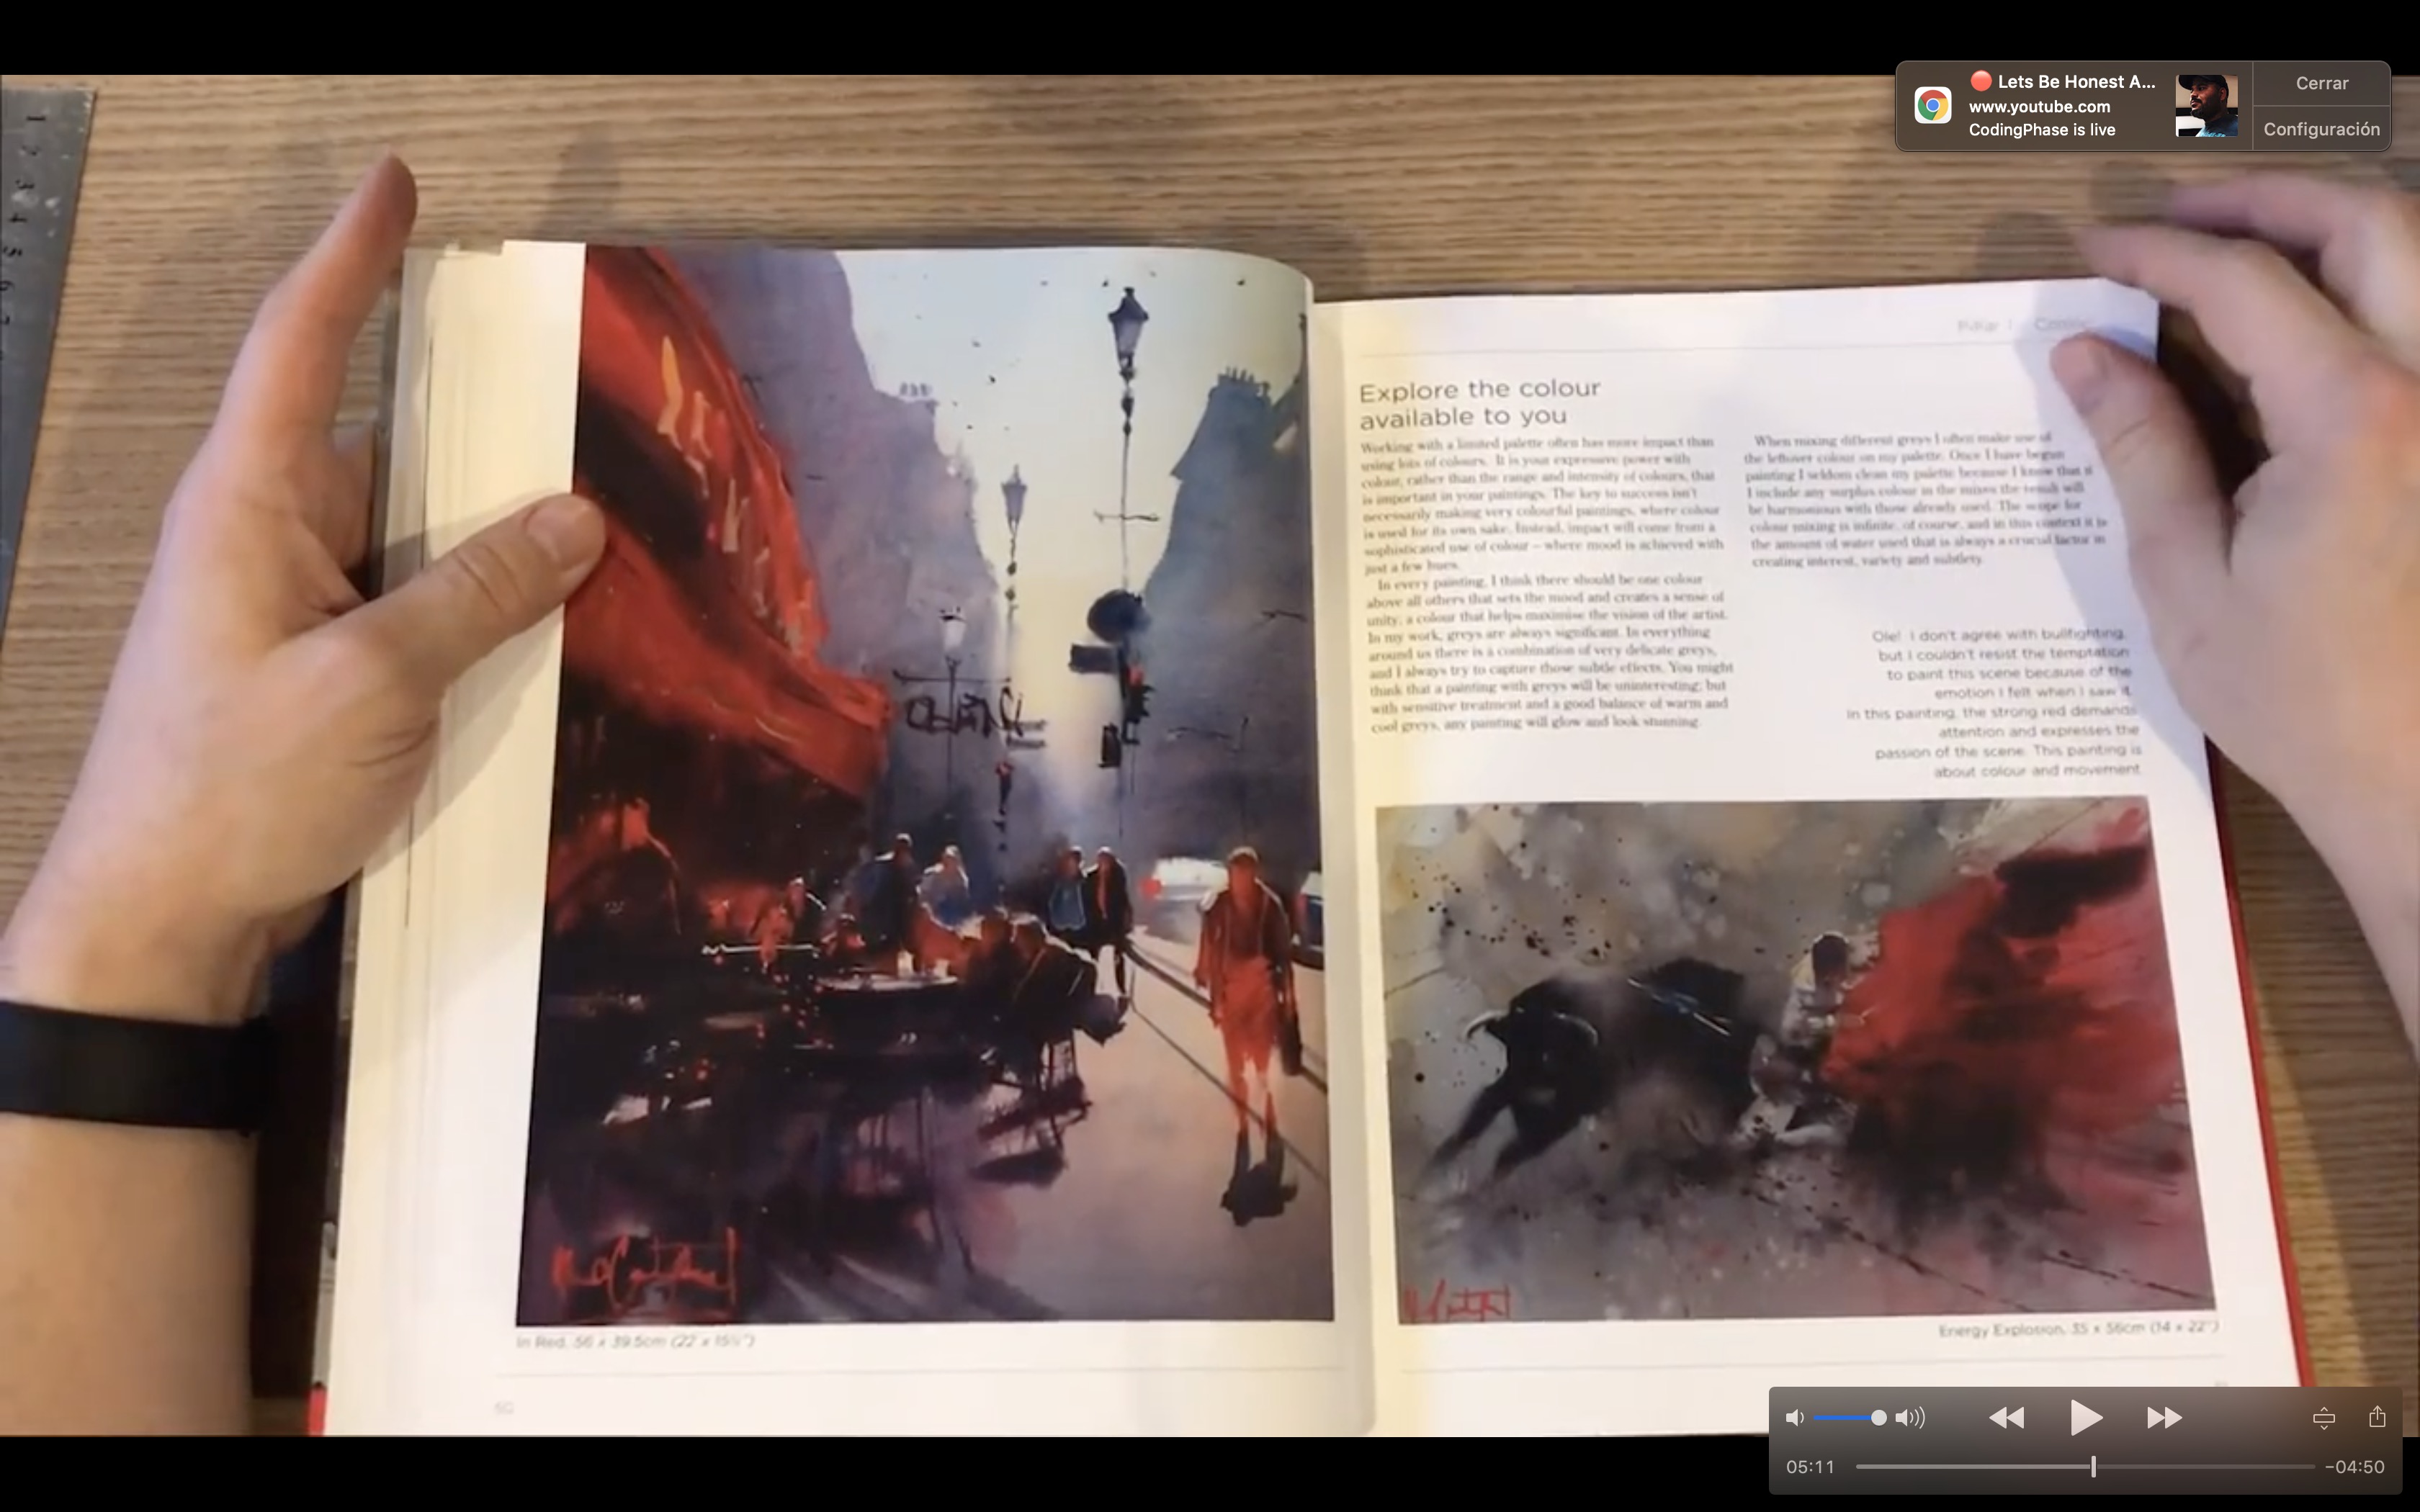 🔴 Lets Be Honest A...
www.youtube.com
CodingPhase is live
Cerrar
Configuración
Pillar 1 Colour
Explore the colour
available to you
Working with a limited palette often has more impact than
using lots of colours. It is your expressive power with
colour, rather than the range and intensity of colours, that
is important in your paintings. The key to success isn't
necessarily making very colourful paintings, where colour
is used for its own sake. Instead, impact will come from a
sophisticated use of colour – where mood is achieved with
just a few hues.
In every painting, I think there should be one colour
above all others that sets the mood and creates a sense of
unity, a colour that helps maximise the vision of the artist.
In my work, greys are always significant. In everything
around us there is a combination of very delicate greys,
and I always try to capture those subtle effects. You might
think that a painting with greys will be uninteresting, but
with sensitive treatment and a good balance of warm and
cool greys, any painting will glow and look stunning.
When mixing different greys I often make use of
the leftover colour on my palette. Once I have begun
painting I seldom clean my palette because I know that if
I include any surplus colour in the mixes the result will
be harmonious with those already used. The scope for
colour mixing is infinite, of course, and in this context it is
the amount of water used that is always a crucial factor in
creating interest, variety and subtlety.
Ole! I don't agree with bullfighting,
but I couldn't resist the temptation
to paint this scene because of the
emotion I felt when I saw it.
In this painting, the strong red demands
attention and expresses the
passion of the scene. This painting is
about colour and movement.
In Red, 56 x 39.5cm (22 x 15½")
Energy Explosion, 35 x 56cm (14 x 22")
60
05:11
-04:50